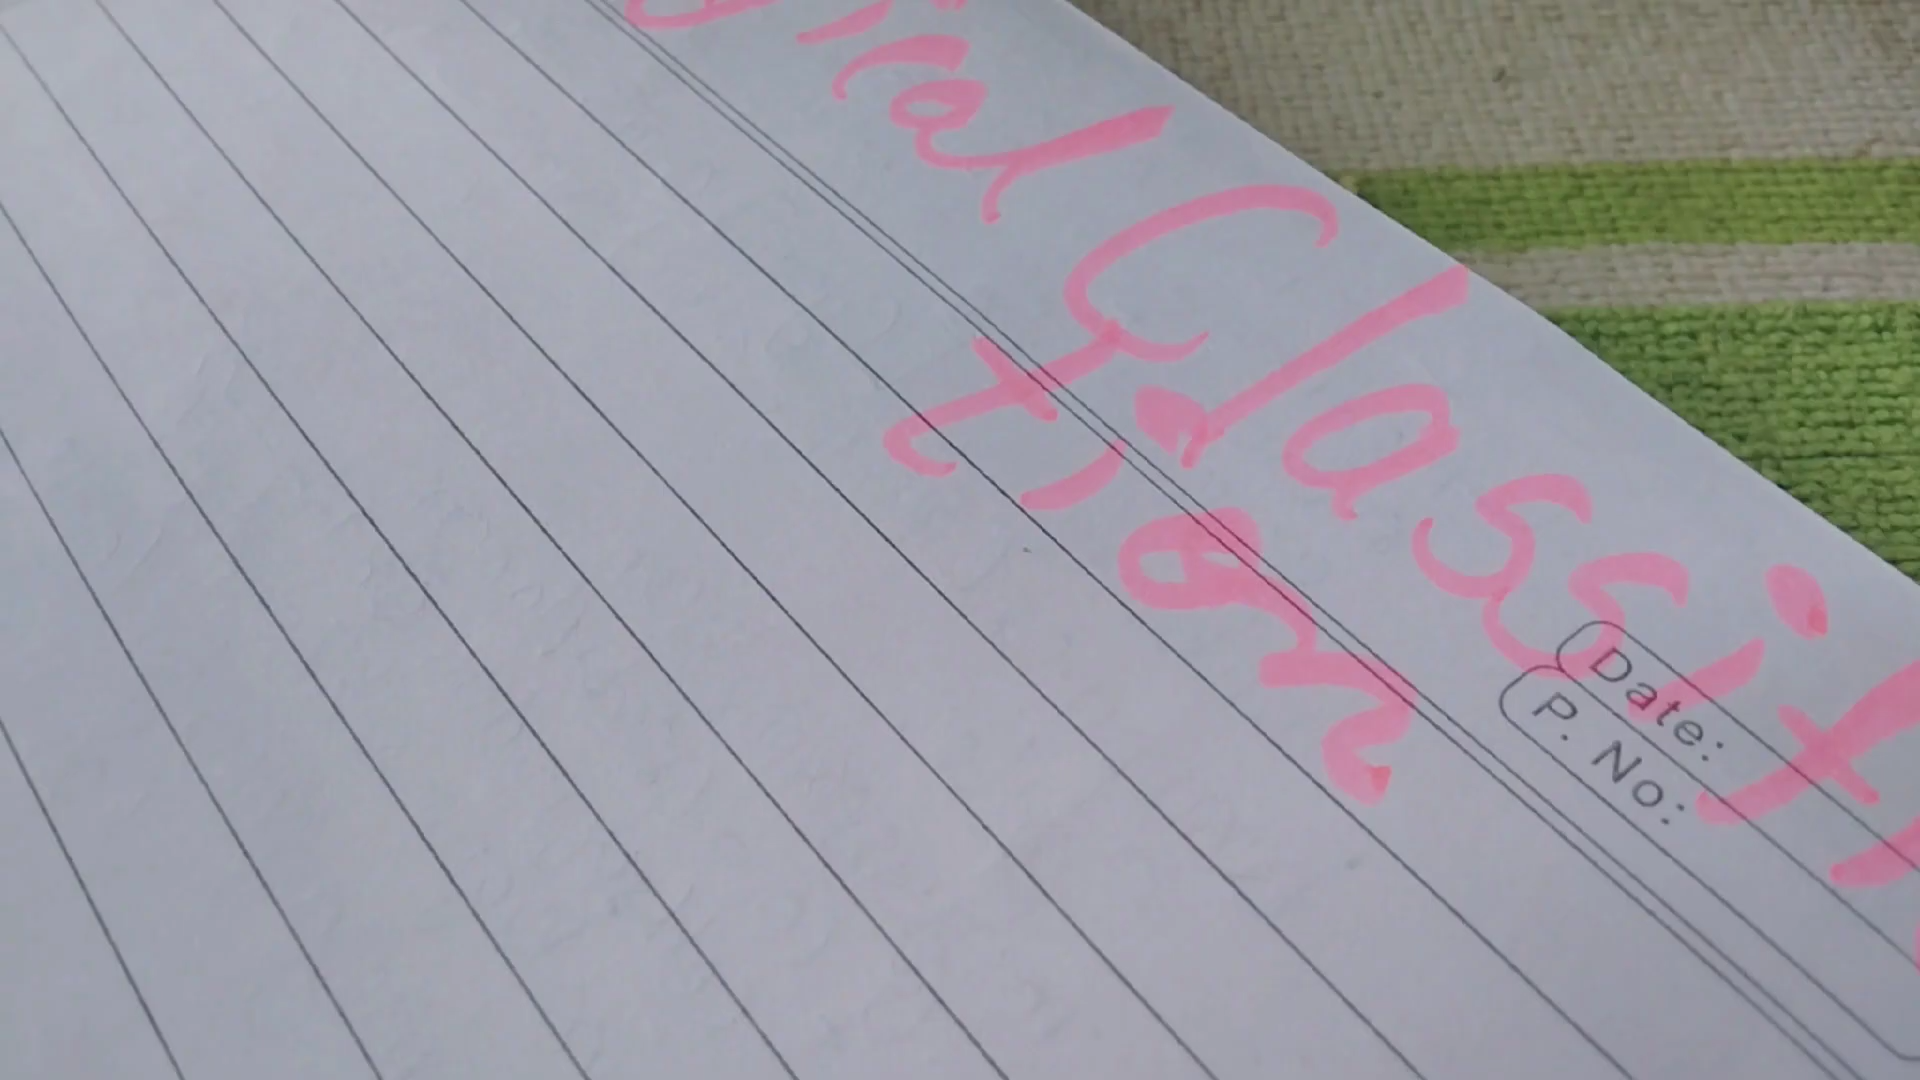 ical Classifi
tion
Date:
P. No: